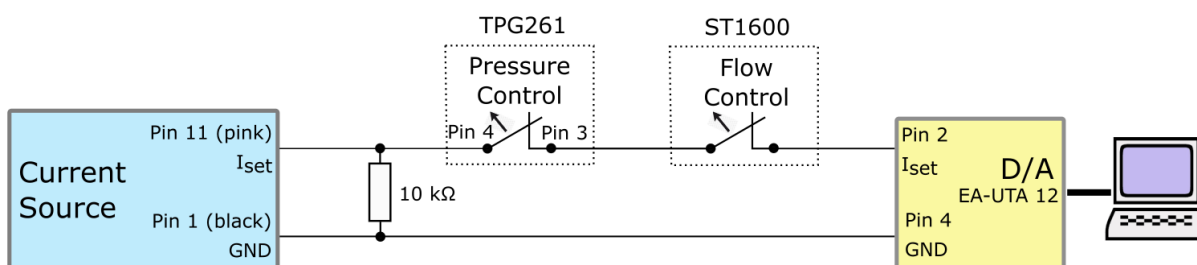 TPG261
ST1600
Pressure
Control
Flow
Control
Pin 4
Pin 3
Pin 11 (pink)
Iset
Current
Source
Pin 1 (black)
GND
10 kΩ
Pin 2
Iset
D/A
EA-UTA 12
Pin 4
GND